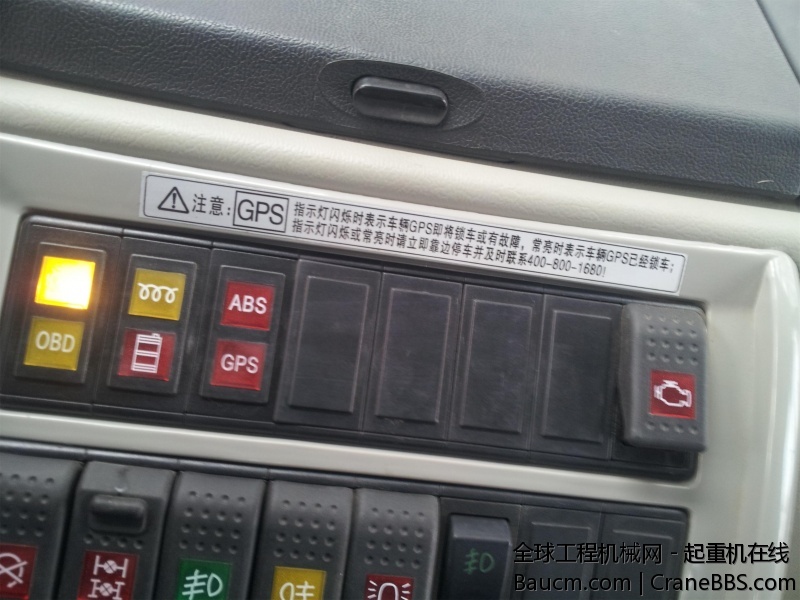 注意: GPS 指示灯闪烁时表示车辆GPS即将锁车或有故障，常亮时表示车辆GPS已经锁车;
指示灯闪烁或常亮时请立即靠边停车并及时联系400-800-1680!
ABS
OBD
GPS
全球工程机械网 - 起重机在线
Baucm.com | CraneBBS.com